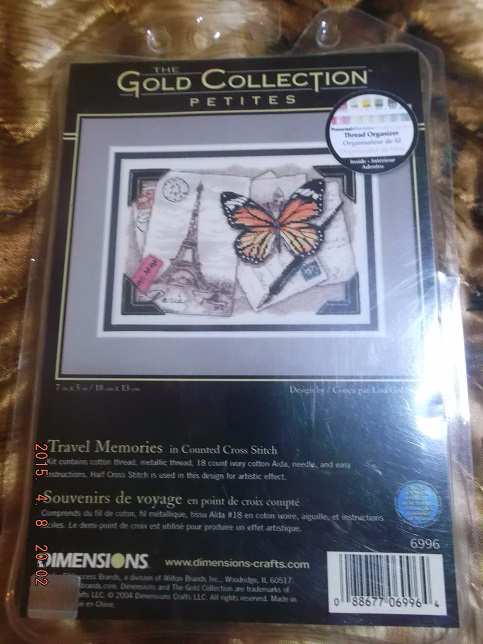 THE
GOLD COLLECTION
PETITES
Thread Organizer
Organisateur de fil
Inside - Intérieur
Adentro
Paris
7 in x 5 in / 18 cm x 13 cm
Design by / Conçu par
Travel Memories in Counted Cross Stitch
Kit contains cotton thread, metallic thread, 18 count ivory cotton Aida, needle, and easy
instructions. Half Cross Stitch is used in this design for artistic effect.
Souvenirs de voyage en point de croix compté
Comprends du fil de coton, fil métallique, tissu Aida #18 en coton ivoire, aiguille, et instructions
Le demi-point de croix est utilisé pour produire un effet artistique.
6996
DIMENSIONS www.dimensions-crafts.com
Brands, a division of Wilton Brands Inc., Woodridge, IL 60517.
Dimensions and The Gold Collection are trademarks of
Crafts LLC. © 2004 Dimensions Crafts LLC. All rights reserved. Made in
en Chine.
0 88677 06996 4
2015. 4. 8 20:02